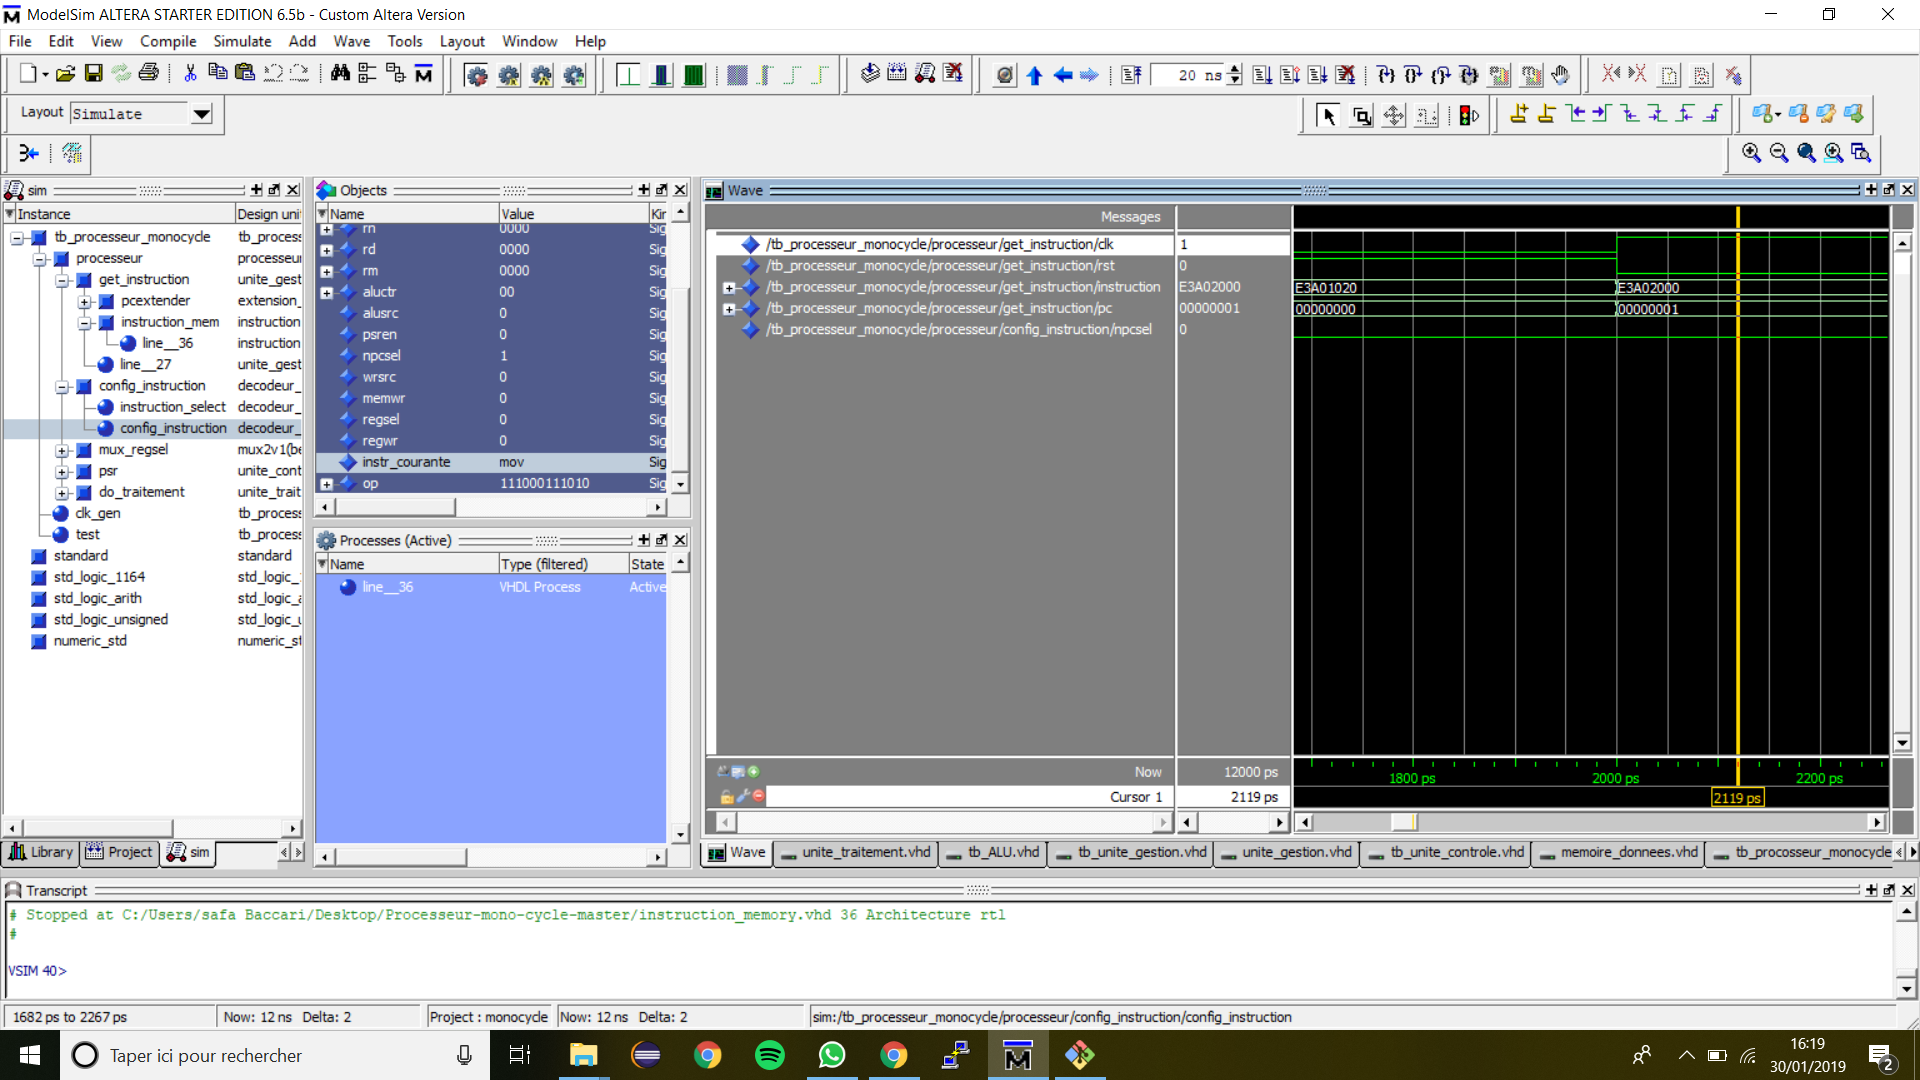 ModelSim ALTERA STARTER EDITION 6.5b - Custom Altera Version
File Edit View Compile Simulate Add Wave Tools Layout Window Help
20 ns
Layout Simulate
sim
Instance Design uni
tb_processeur_monocycle tb_process
processeur processeur
get_instruction unite_gest
pcextender extension_
instruction_mem instruction
line__36 instruction
line__27 unite_gest
config_instruction decodeur_
instruction_select decodeur_
config_instruction decodeur_
mux_regsel mux2v1(be
psr unite_cont
do_traitement unite_trait
clk_gen tb_process
test tb_process
standard standard
std_logic_1164 std_logic_
std_logic_arith std_logic_a
std_logic_unsigned std_logic_u
numeric_std numeric_st
Library Project sim
Objects
Name Value Kin
rn 0000 Sig
rd 0000 Sig
rm 0000 Sig
aluctr 00 Sig
alusrc 0 Sig
psren 0 Sig
npcsel 1 Sig
wrsrc 0 Sig
memwr 0 Sig
regsel 0 Sig
regwr 0 Sig
instr_courante mov Sig
op 111000111010 Sig
Processes (Active)
Name Type (filtered) State
line__36 VHDL Process Active
Wave
Messages
/tb_processeur_monocycle/processeur/get_instruction/clk 1
/tb_processeur_monocycle/processeur/get_instruction/rst 0
/tb_processeur_monocycle/processeur/get_instruction/instruction E3A02000 E3A01020 E3A02000
/tb_processeur_monocycle/processeur/get_instruction/pc 00000001 00000000 00000001
/tb_processeur_monocycle/processeur/config_instruction/npcsel 0
Now 12000 ps 1800 ps 2000 ps 2200 ps
Cursor 1 2119 ps 2119 ps
Wave unite_traitement.vhd tb_ALU.vhd tb_unite_gestion.vhd unite_gestion.vhd tb_unite_controle.vhd memoire_donnees.vhd tb_procosseur_monocycle
Transcript
# Stopped at C:/Users/safa Baccari/Desktop/Processeur-mono-cycle-master/instruction_memory.vhd 36 Architecture rtl
#
VSIM 40>
1682 ps to 2267 ps Now: 12 ns Delta: 2 Project : monocycle Now: 12 ns Delta: 2 sim:/tb_processeur_monocycle/processeur/config_instruction/config_instruction
Taper ici pour rechercher
16:19
30/01/2019
2